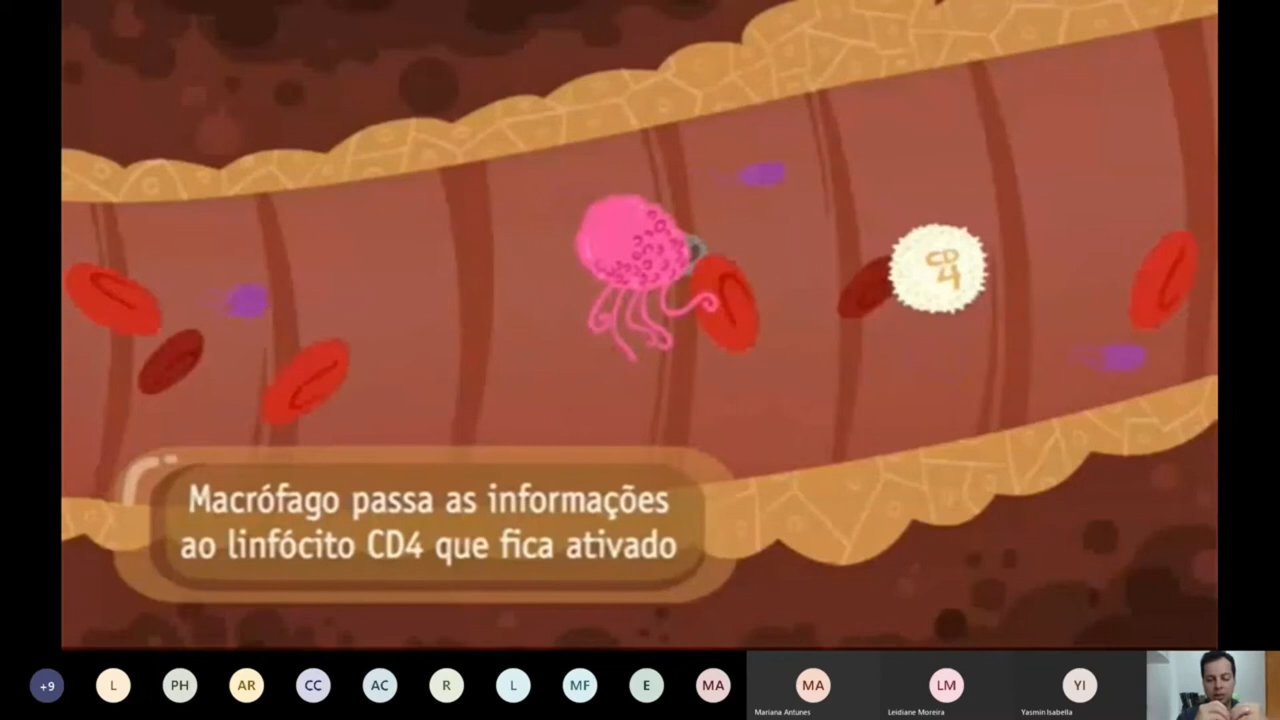 CD
4
Macrófago passa as informações
ao linfócito CD4 que fica ativado
+9
L
PH
AR
CC
AC
R
L
MF
E
MA
MA
LM
YI
Mariana Antunes
Leidiane Moreira
Yasmin Isabella